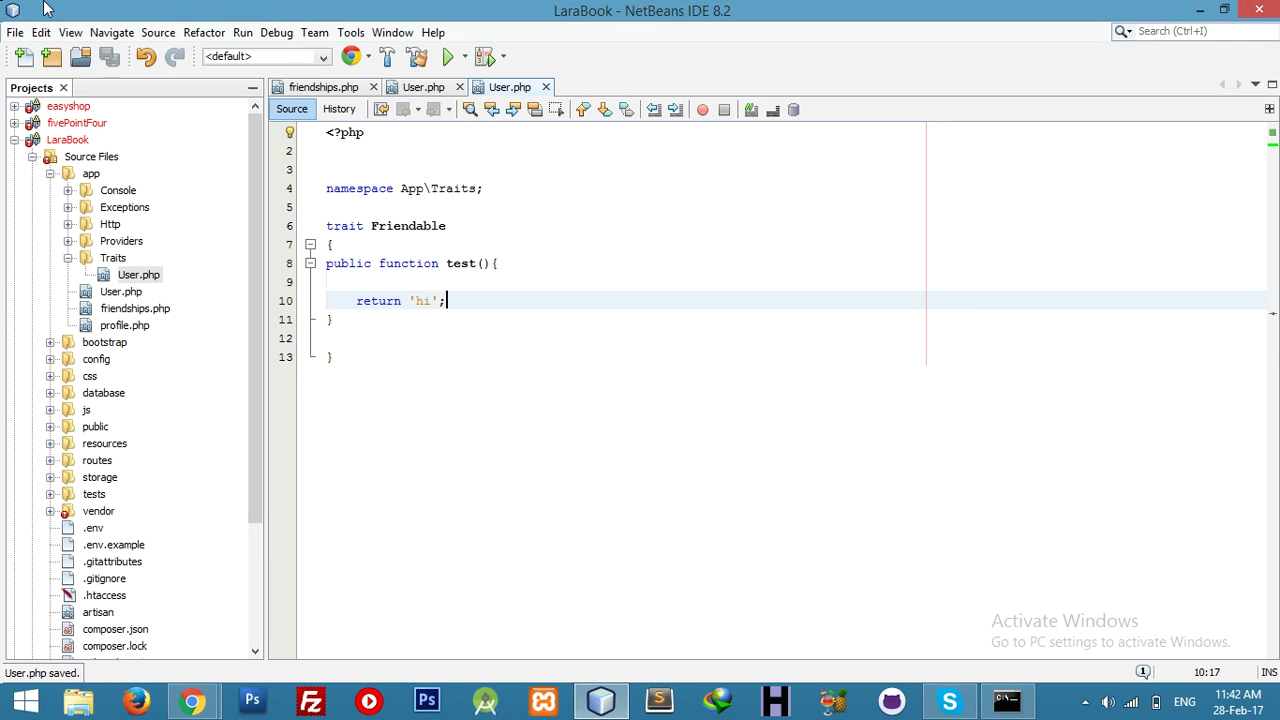 LaraBook - NetBeans IDE 8.2
File Edit View Navigate Source Refactor Run Debug Team Tools Window Help
Search (Ctrl+I)
<default>
Projects
friendships.php
User.php
User.php
Source
History
easyshop
fivePointFour
LaraBook
Source Files
app
Console
Exceptions
Http
Providers
Traits
User.php
User.php
friendships.php
profile.php
bootstrap
config
css
database
js
public
resources
routes
storage
tests
vendor
.env
.env.example
.gitattributes
.gitignore
.htaccess
artisan
composer.json
composer.lock
<?php
2
3
4 namespace App\Traits;
5
6 trait Friendable
7 {
8 public function test(){
9
10 return 'hi';
11 }
12
13 }
Activate Windows
Go to PC settings to activate Windows.
User.php saved.
10:17
INS
Ps
Fz
Ps
S
H
S
ENG
11:42 AM
28-Feb-17